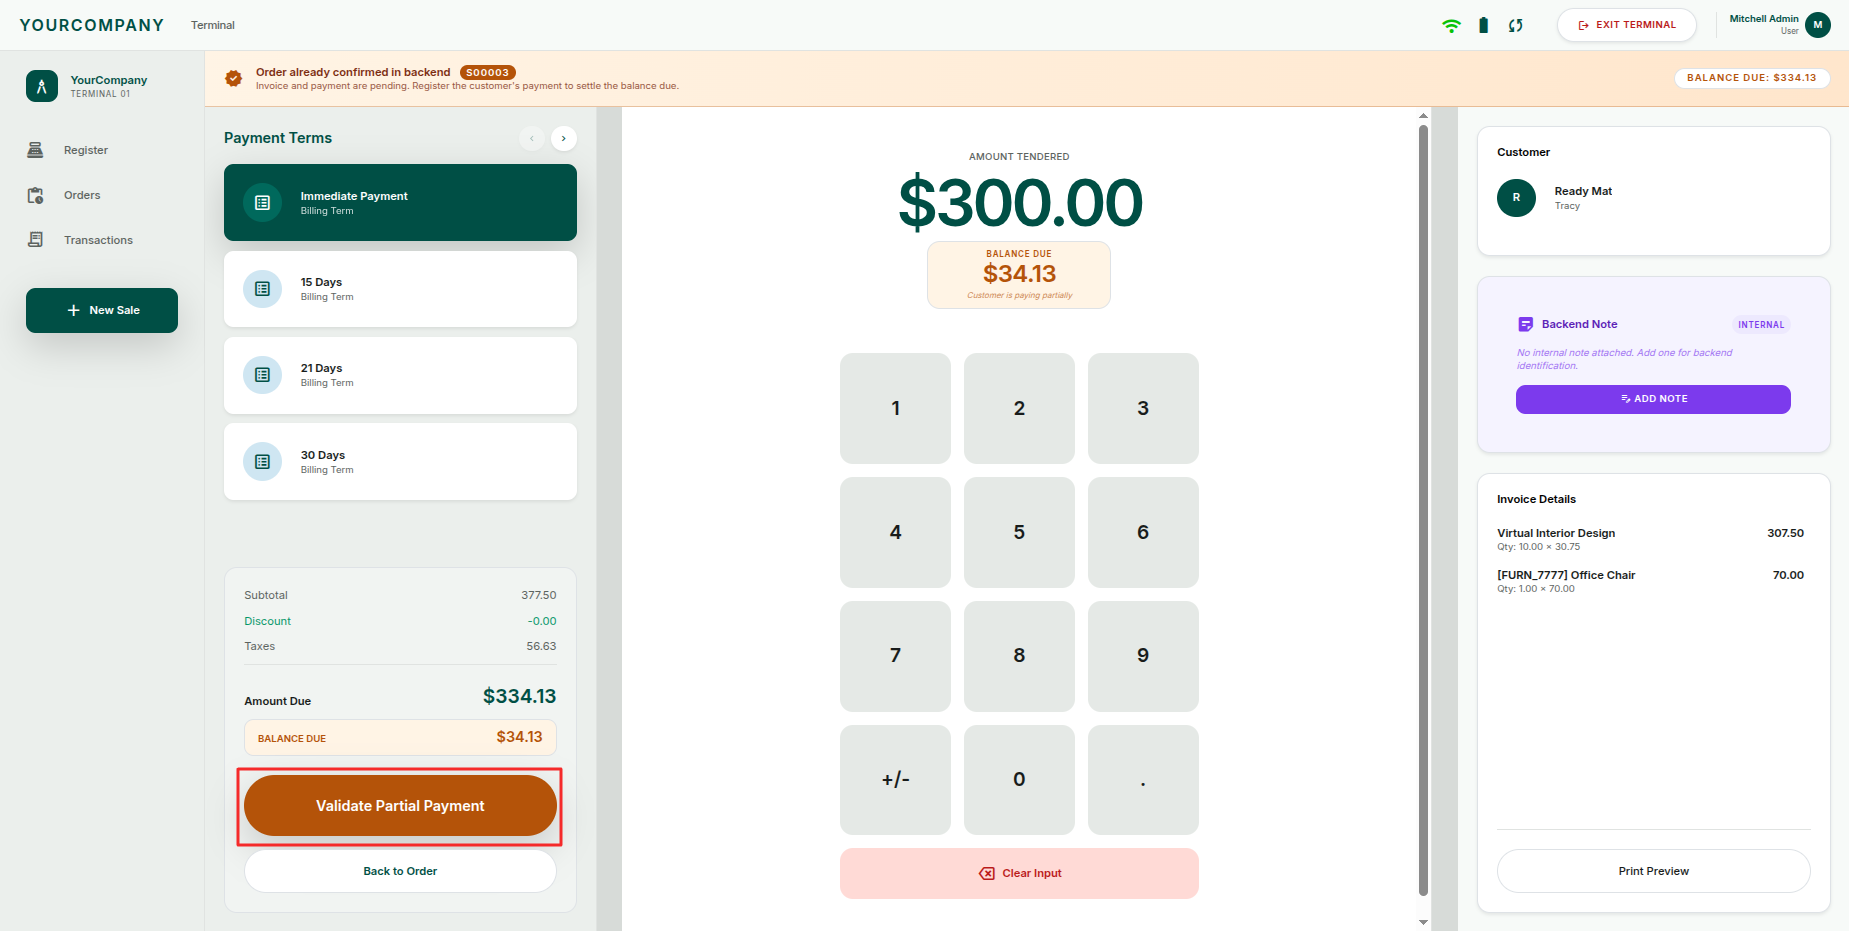 YOURCOMPANY
Terminal
EXIT TERMINAL
Mitchell Admin
User
M
YourCompany
TERMINAL 01
Register
Orders
Transactions
New Sale
Order already confirmed in backend S00003
Invoice and payment are pending. Register the customer's payment to settle the balance due.
BALANCE DUE: $334.13
Payment Terms
Immediate Payment
Billing Term
15 Days
Billing Term
21 Days
Billing Term
30 Days
Billing Term
Subtotal 377.50
Discount -0.00
Taxes 56.63
Amount Due $334.13
BALANCE DUE $34.13
Validate Partial Payment
Back to Order
AMOUNT TENDERED
$300.00
BALANCE DUE
$34.13
Customer is paying partially
1 2 3
4 5 6
7 8 9
+/- 0 .
Clear Input
Customer
R
Ready Mat
Tracy
Backend Note INTERNAL
No internal note attached. Add one for backend
identification.
ADD NOTE
Invoice Details
Virtual Interior Design 307.50
Qty: 10.00 × 30.75
[FURN_7777] Office Chair 70.00
Qty: 1.00 × 70.00
Print Preview